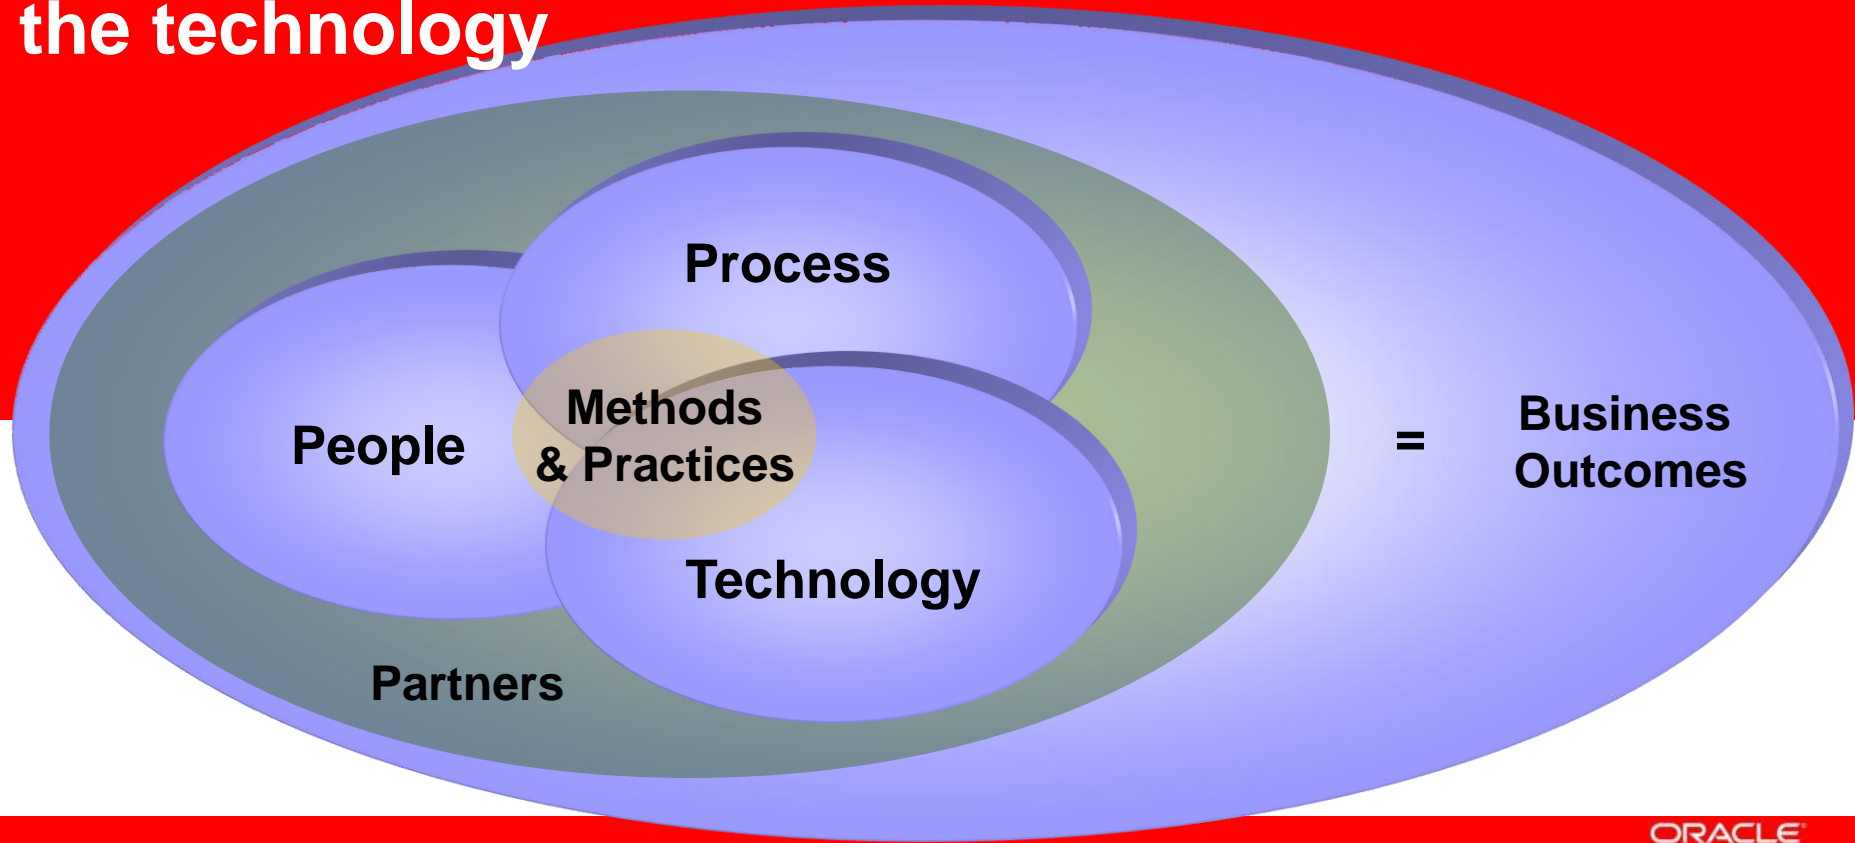 the technology
Process
Methods
& Practices
People
=
Business
Outcomes
Technology
Partners
ORACLE